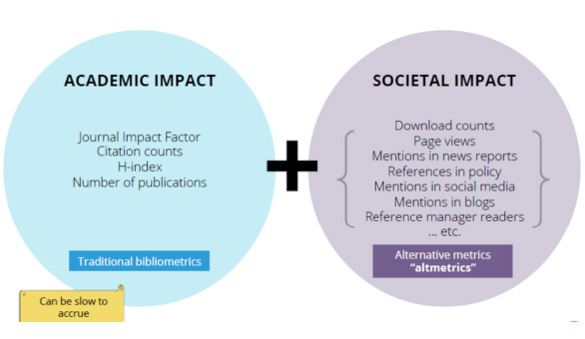 ACADEMIC IMPACT
Journal Impact Factor
Citation counts
H-index
Number of publications
Traditional bibliometrics
Can be slow to
accrue
SOCIETAL IMPACT
Download counts
Page views
Mentions in news reports
References in policy
Mentions in social media
Mentions in blogs
Reference manager readers
... etc.
Alternative metrics
“altmetrics”